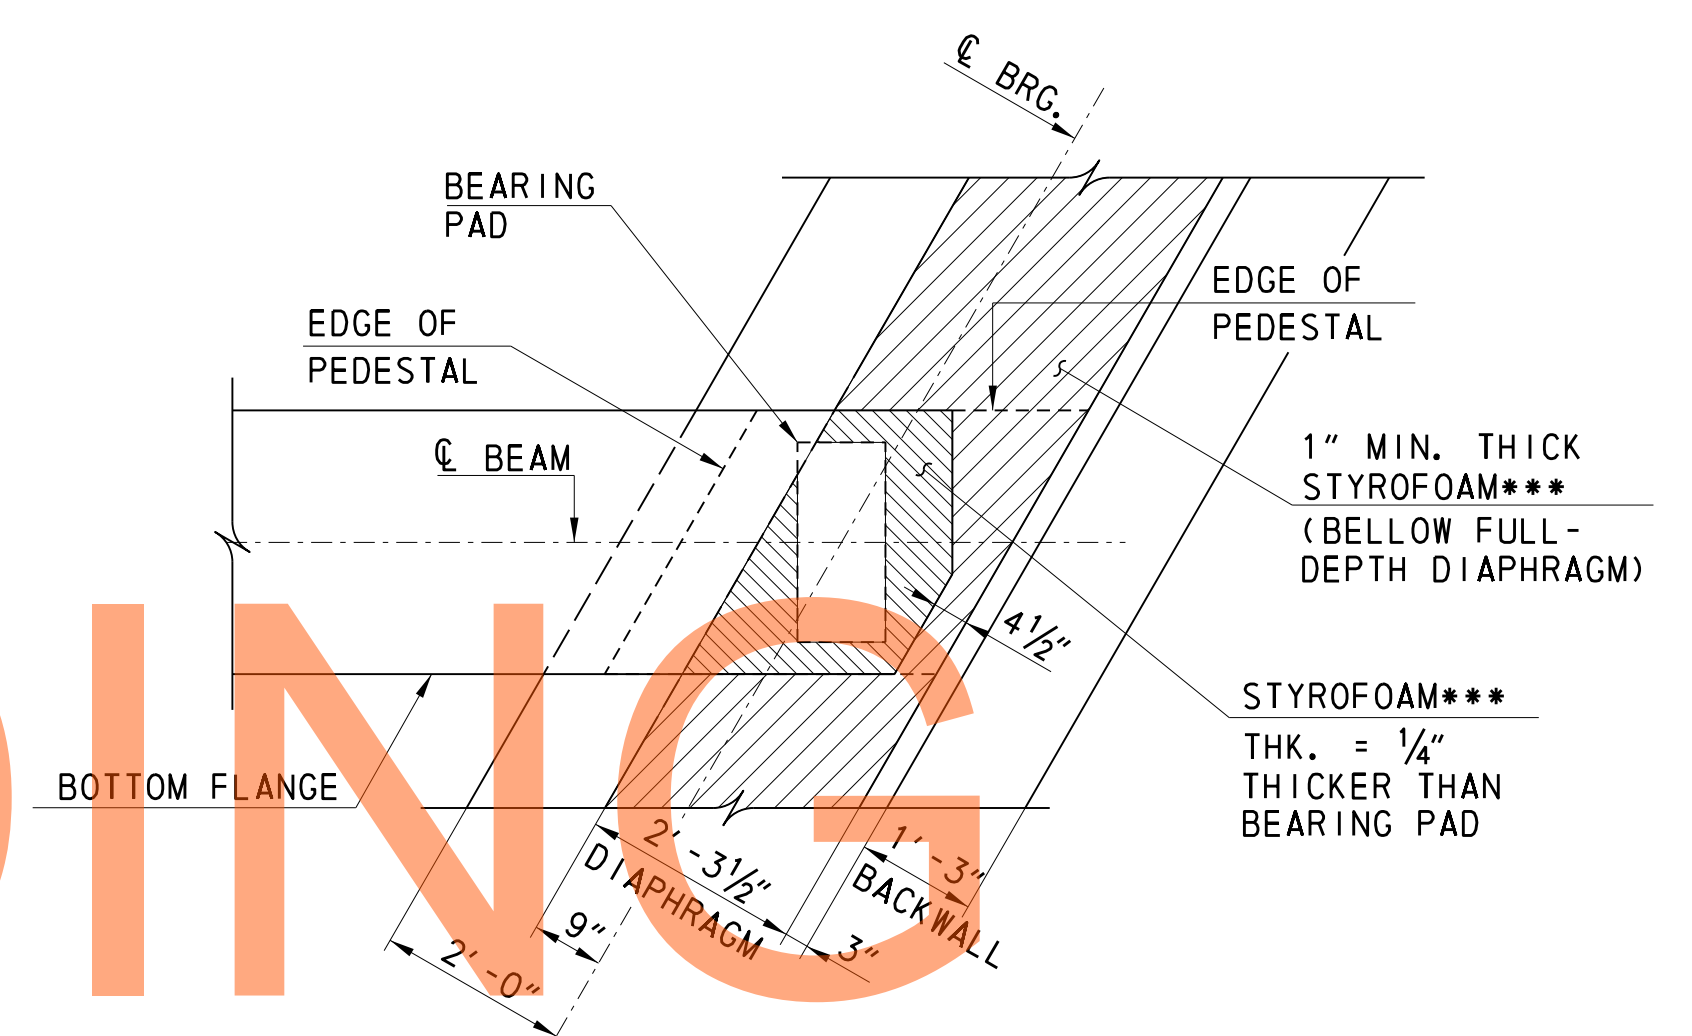 ℄ BRG.
BEARING
PAD
EDGE OF
PEDESTAL
EDGE OF
PEDESTAL
℄ BEAM
1" MIN. THICK
STYROFOAM***
(BELLOW FULL-
DEPTH DIAPHRAGM)
4½"
STYROFOAM***
THK. = ¼"
THICKER THAN
BEARING PAD
BOTTOM FLANGE
2'-3½"
DIAPHRAGM
1'-3"
BACKWALL
9"
3"
2'-0"
DING